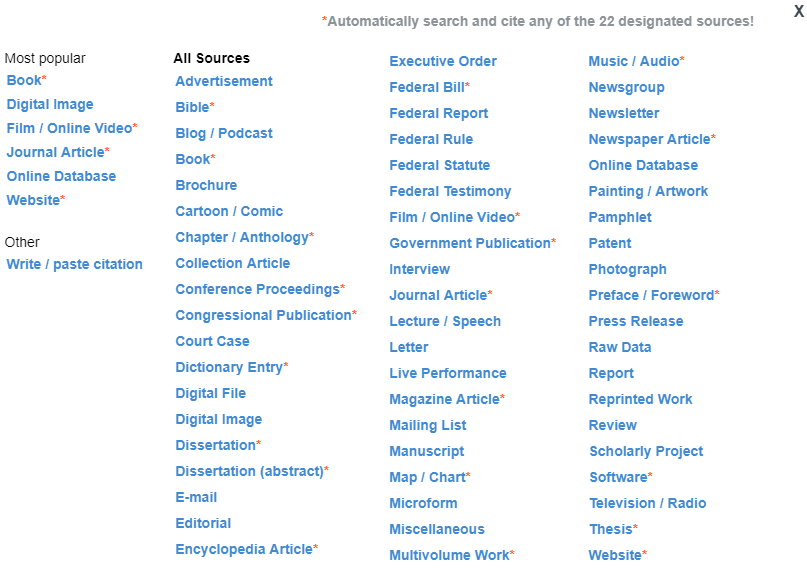 X
*Automatically search and cite any of the 22 designated sources!
Most popular
Book*
Digital Image
Film / Online Video*
Journal Article*
Online Database
Website*
Other
Write / paste citation
All Sources
Advertisement
Bible*
Blog / Podcast
Book*
Brochure
Cartoon / Comic
Chapter / Anthology*
Collection Article
Conference Proceedings*
Congressional Publication*
Court Case
Dictionary Entry*
Digital File
Digital Image
Dissertation*
Dissertation (abstract)*
E-mail
Editorial
Encyclopedia Article*
Executive Order
Federal Bill*
Federal Report
Federal Rule
Federal Statute
Federal Testimony
Film / Online Video*
Government Publication*
Interview
Journal Article*
Lecture / Speech
Letter
Live Performance
Magazine Article*
Mailing List
Manuscript
Map / Chart*
Microform
Miscellaneous
Multivolume Work*
Music / Audio*
Newsgroup
Newsletter
Newspaper Article*
Online Database
Painting / Artwork
Pamphlet
Patent
Photograph
Preface / Foreword*
Press Release
Raw Data
Report
Reprinted Work
Review
Scholarly Project
Software*
Television / Radio
Thesis*
Website*